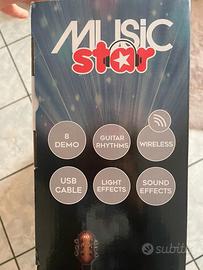 MUSIC
star
8
DEMO
GUITAR
RHYTHMS
WIRELESS
USB
CABLE
LIGHT
EFFECTS
SOUND
EFFECTS
subito